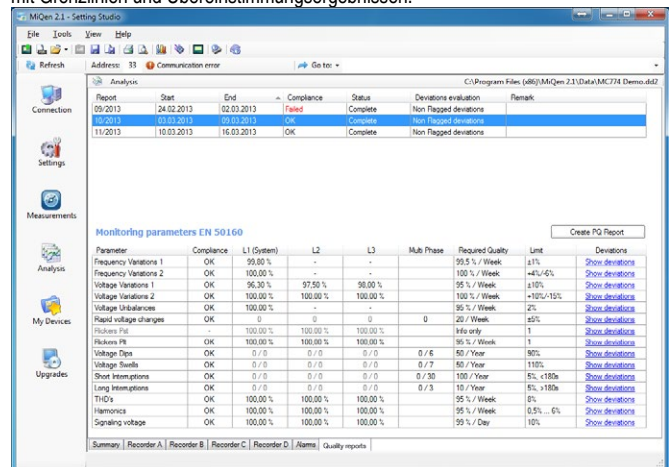 mit Grenzlinien und Übereinstimmungsergebnissen.
MiQen 2.1 - Setting Studio
File Tools View Help
Refresh Address: 33 Communication error Go to:
Analysis C:\Program Files (x86)\MiQen 2.1\Data\MC774 Demo.dd2
Report Start End Compliance Status Deviations evaluation Remark
09/2013 24.02.2013 02.03.2013 Failed Complete Non Flagged deviations
10/2013 03.03.2013 09.03.2013 OK Complete Non Flagged deviations
11/2013 10.03.2013 16.03.2013 OK Complete Non Flagged deviations
Connection
Settings
Measurements
Analysis
My Devices
Upgrades
Monitoring parameters EN 50160 Create PQ Report
Parameter Compliance L1 (System) L2 L3 Multi Phase Required Quality Limit Deviations
Frequency Variations 1 OK 99,80 % - - 99,5 % / Week ±1% Show deviations
Frequency Variations 2 OK 100,00 % - - 100 % / Week +4%/-6% Show deviations
Voltage Variations 1 OK 96,30 % 97,50 % 98,00 % 95 % / Week ±10% Show deviations
Voltage Variations 2 OK 100,00 % 100,00 % 100,00 % 100 % / Week +10%/-15% Show deviations
Voltage Unbalances OK 100,00 % - - 95 % / Week 2% Show deviations
Rapid voltage changes OK 0 0 0 0 20 / Week ±5% Show deviations
Flickers Pst - 100,00 % 100,00 % 100,00 % Info only 1 Show deviations
Flickers Plt OK 100,00 % 100,00 % 100,00 % 95 % / Week 1 Show deviations
Voltage Dips OK 0 / 0 0 / 0 0 / 0 0 / 6 50 / Year 90% Show deviations
Voltage Swells OK 0 / 0 0 / 0 0 / 0 0 / 7 50 / Year 110% Show deviations
Short Interruptions OK 0 / 0 0 / 0 0 / 0 0 / 30 100 / Year 5%, <180s Show deviations
Long Interruptions OK 0 / 0 0 / 0 0 / 0 0 / 3 10 / Year 5%, >180s Show deviations
THD's OK 100,00 % 100,00 % 100,00 % 95 % / Week 8% Show deviations
Harmonics OK 100,00 % 100,00 % 100,00 % 95 % / Week 0,5% ... 6% Show deviations
Signaling voltage OK 100,00 % 100,00 % 100,00 % 99 % / Day 10% Show deviations
Summary Recorder A Recorder B Recorder C Recorder D Alarms Quality reports